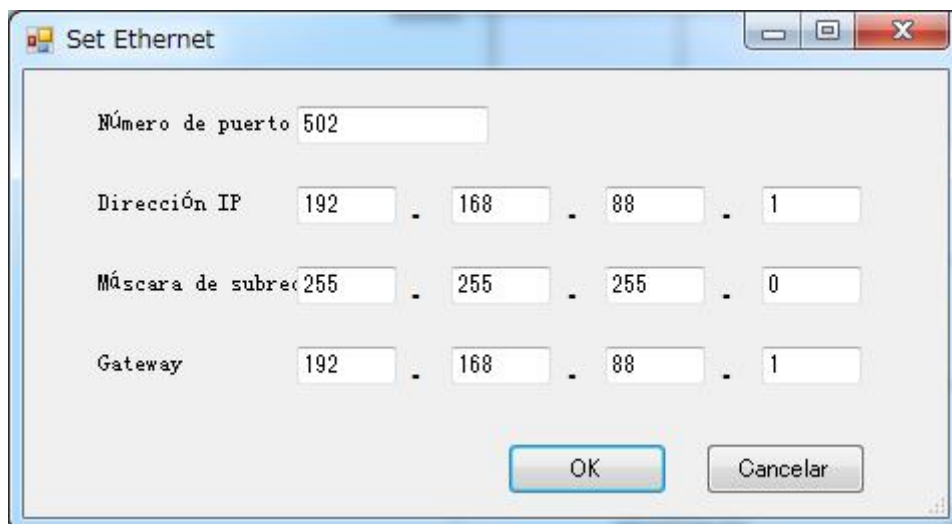 Set Ethernet
Número de puerto 502
Dirección IP 192 . 168 . 88 . 1
Máscara de subred 255 . 255 . 255 . 0
Gateway 192 . 168 . 88 . 1
OK Cancelar